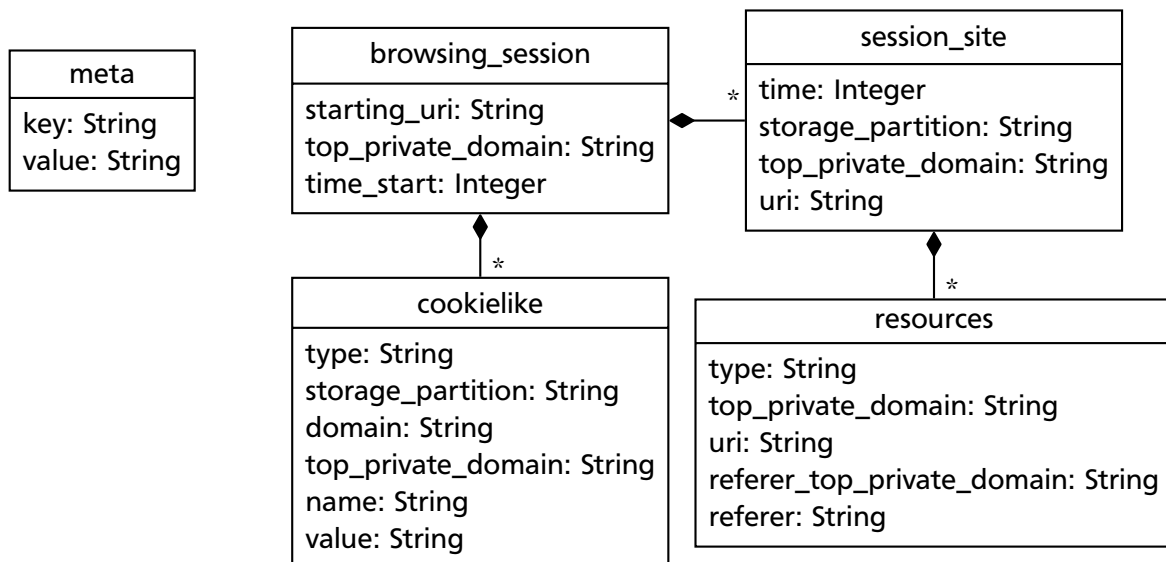 meta
key: String
value: String
browsing_session
starting_uri: String
top_private_domain: String
time_start: Integer
*
session_site
time: Integer
storage_partition: String
top_private_domain: String
uri: String
*
cookielike
type: String
storage_partition: String
domain: String
top_private_domain: String
name: String
value: String
*
resources
type: String
top_private_domain: String
uri: String
referer_top_private_domain: String
referer: String